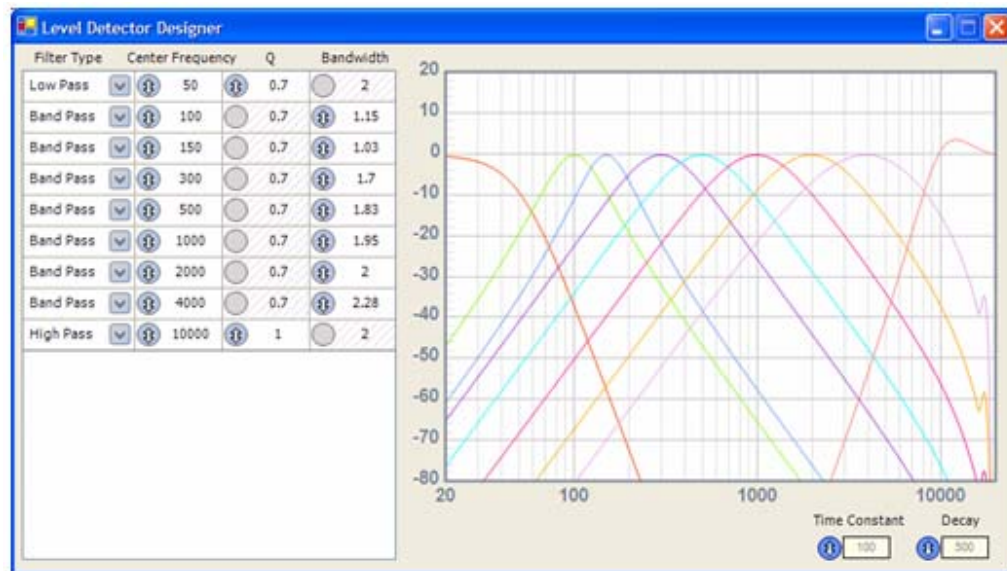 Level Detector Designer
Filter Type Center Frequency Q Bandwidth
Low Pass 50 0.7 2
Band Pass 100 0.7 1.15
Band Pass 150 0.7 1.03
Band Pass 300 0.7 1.7
Band Pass 500 0.7 1.83
Band Pass 1000 0.7 1.95
Band Pass 2000 0.7 2
Band Pass 4000 0.7 2.28
High Pass 10000 1 2
20
10
0
-10
-20
-30
-40
-50
-60
-70
-80
20 100 1000 10000
Time Constant Decay
100 500